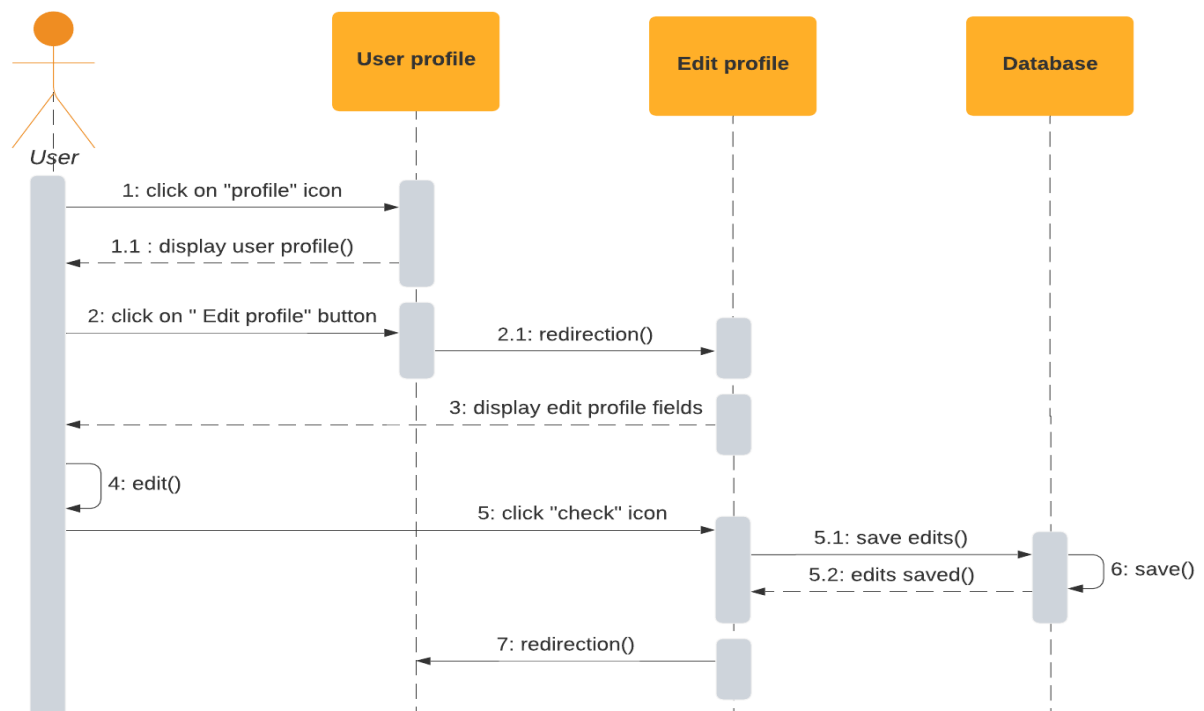 User profile
Edit profile
Database
User
1: click on "profile" icon
1.1 : display user profile()
2: click on " Edit profile" button
2.1: redirection()
3: display edit profile fields
4: edit()
5: click "check" icon
5.1: save edits()
6: save()
5.2: edits saved()
7: redirection()